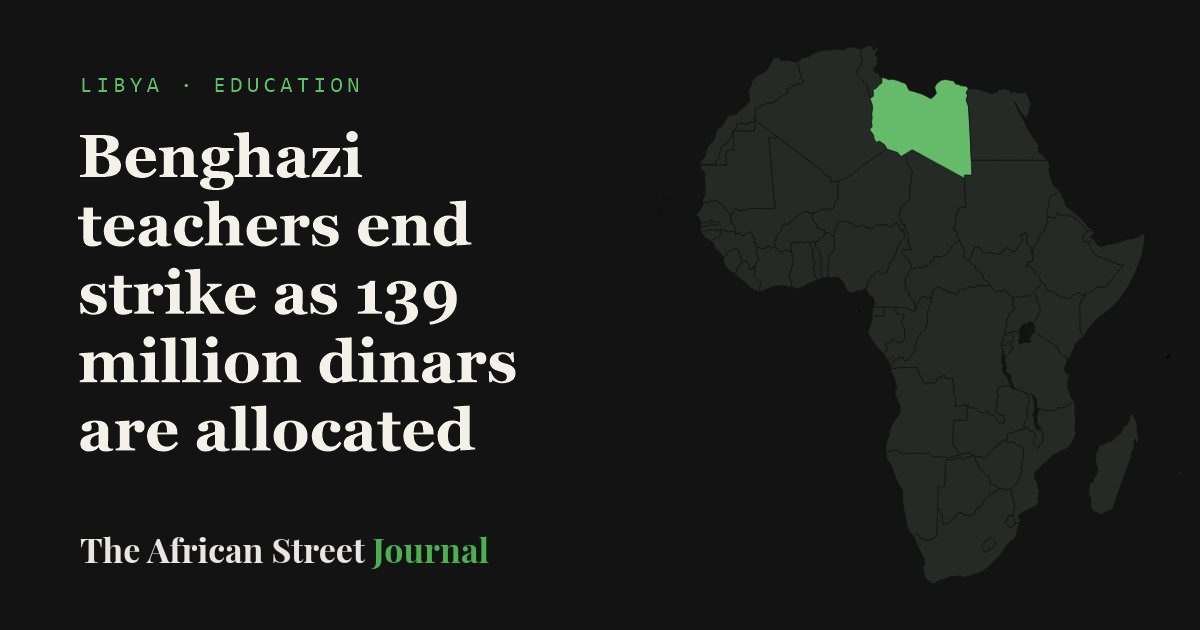 LIBYA · EDUCATION
Benghazi
teachers end
strike as 139
million dinars
are allocated
The African Street Journal